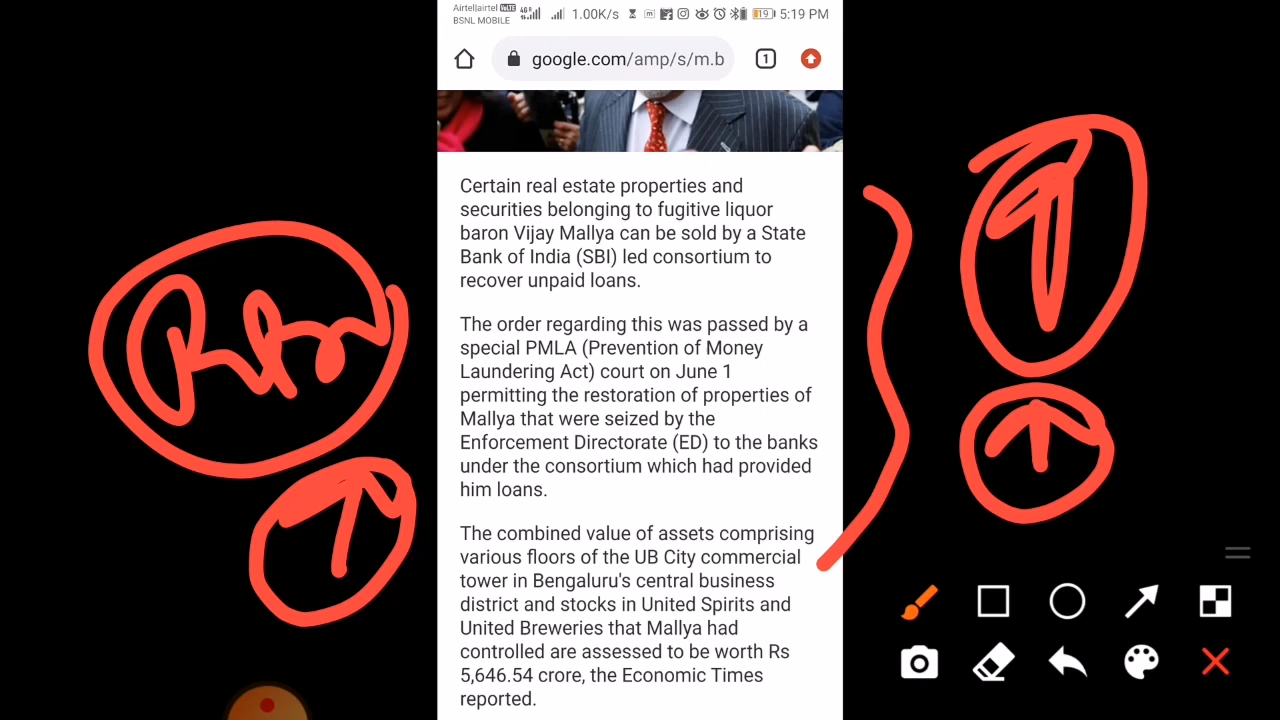 Airtel|airtel VoLTE 4G 1.00K/s 19 5:19 PM
BSNL MOBILE
google.com/amp/s/m.b 1
Certain real estate properties and
securities belonging to fugitive liquor
baron Vijay Mallya can be sold by a State
Bank of India (SBI) led consortium to
recover unpaid loans.
The order regarding this was passed by a
special PMLA (Prevention of Money
Laundering Act) court on June 1
permitting the restoration of properties of
Mallya that were seized by the
Enforcement Directorate (ED) to the banks
under the consortium which had provided
him loans.
The combined value of assets comprising
various floors of the UB City commercial
tower in Bengaluru's central business
district and stocks in United Spirits and
United Breweries that Mallya had
controlled are assessed to be worth Rs
5,646.54 crore, the Economic Times
reported.